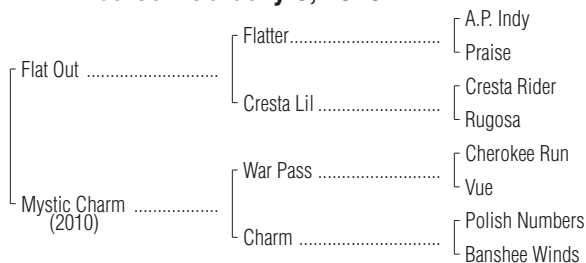 A.P. Indy
Flatter
Praise
Flat Out
Cresta Rider
Cresta Lil
Rugosa
Cherokee Run
War Pass
Vue
Mystic Charm
(2010)
Polish Numbers
Charm
Banshee Winds